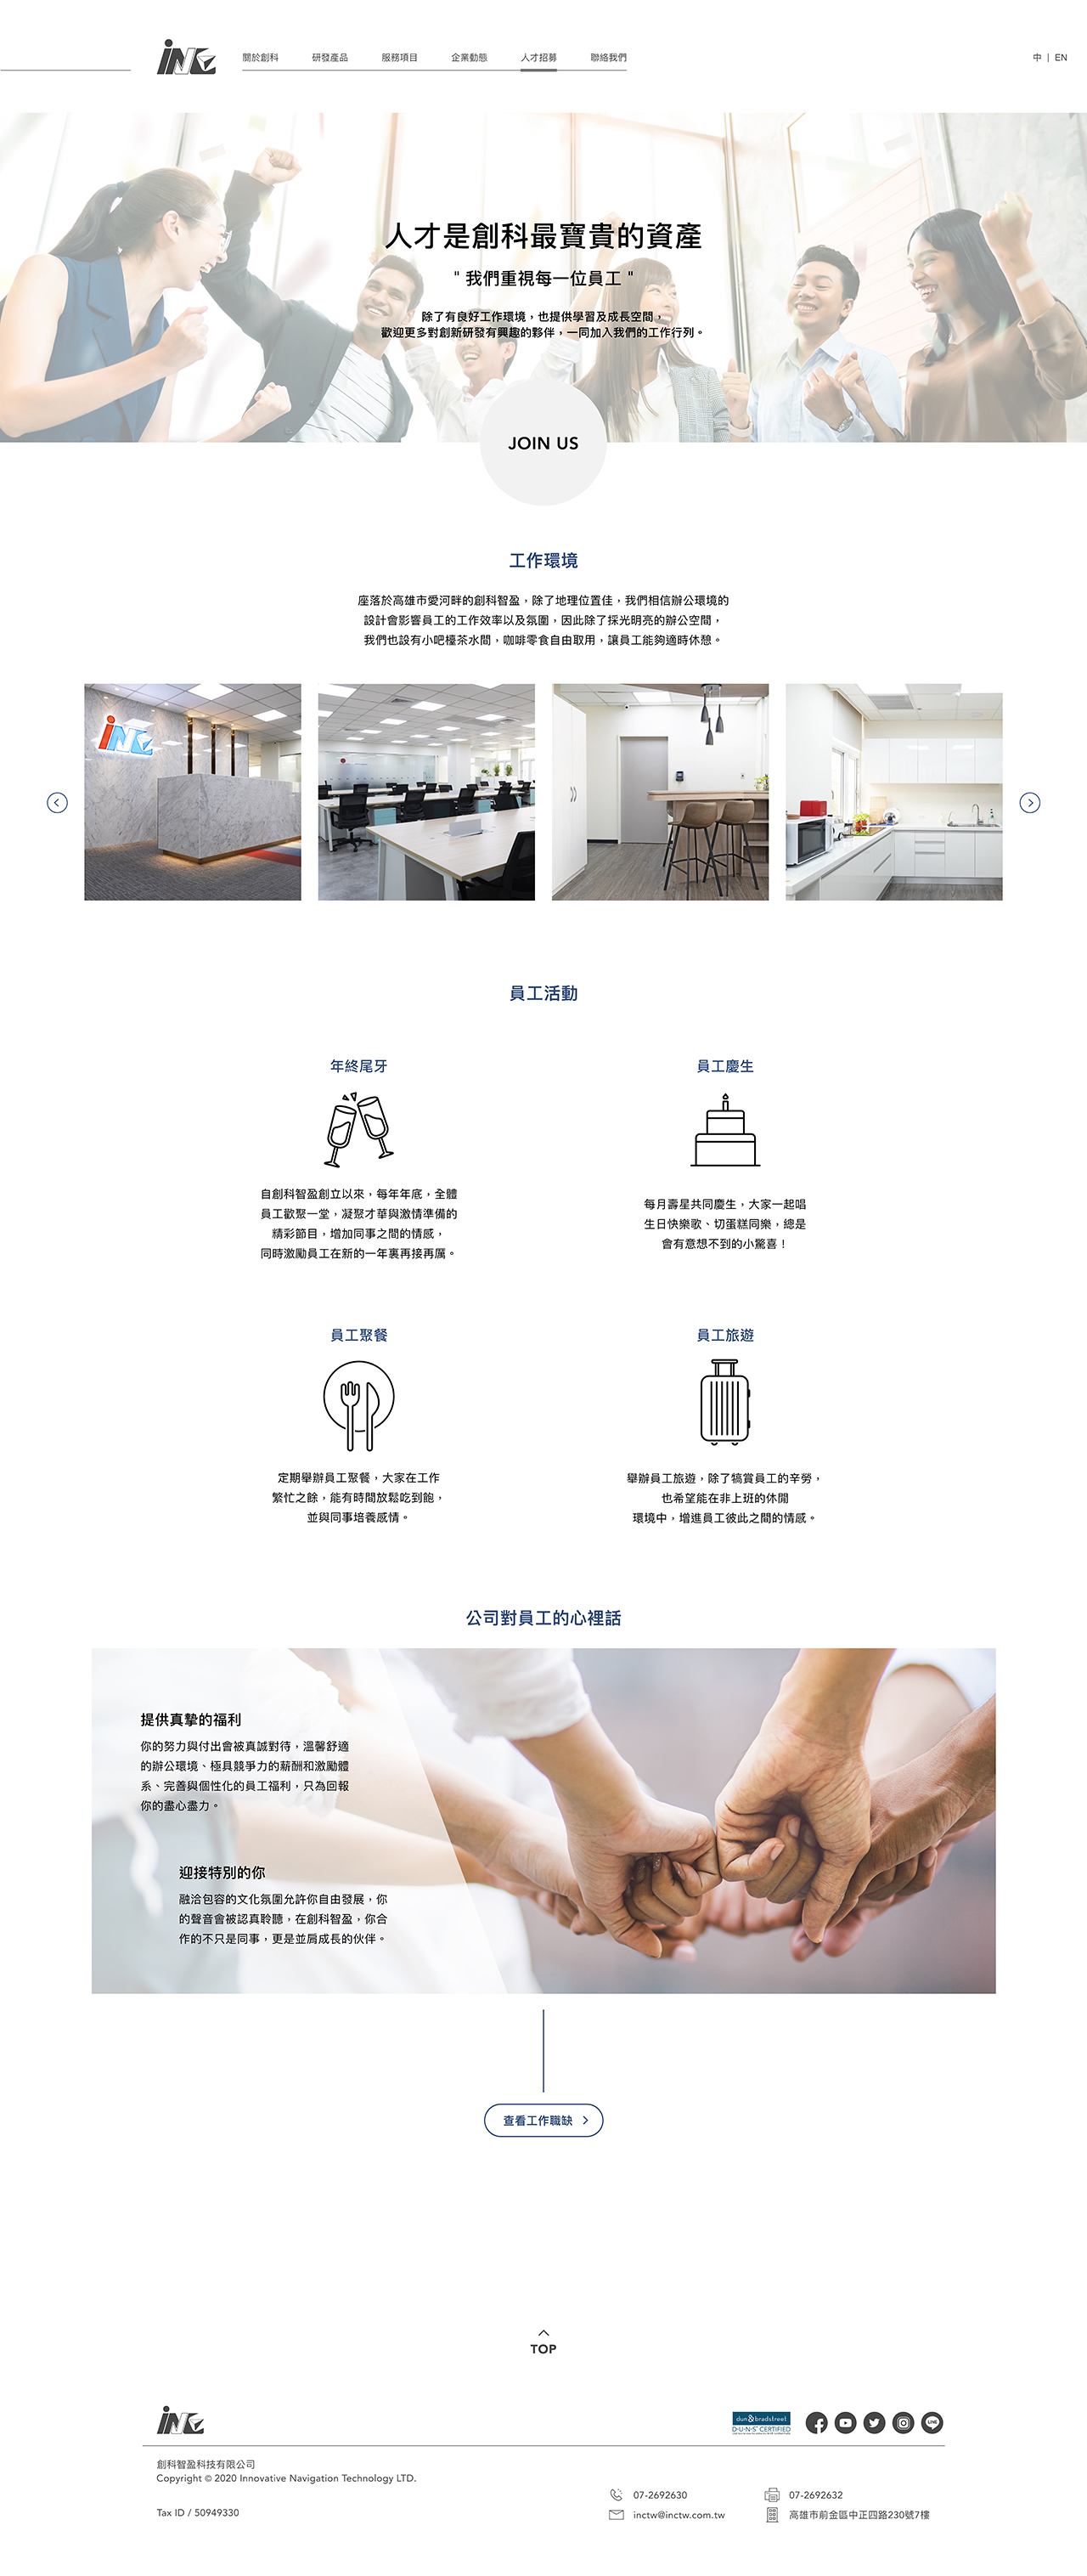 iNG
關於創科
研發產品
服務項目
企業動態
人才招募
聯絡我們
中 | EN
人才是創科最寶貴的資產
" 我們重視每一位員工 "
除了有良好工作環境，也提供學習及成長空間，
歡迎更多對創新研發有興趣的夥伴，一同加入我們的工作行列。
JOIN US
工作環境
座落於高雄市愛河畔的創科智盈，除了地理位置佳，我們相信辦公環境的
設計會影響員工的工作效率以及氛圍，因此除了採光明亮的辦公空間，
我們也設有小吧檯茶水間，咖啡零食自由取用，讓員工能夠適時休憩。
員工活動
年終尾牙
自創科智盈創立以來，每年年底，全體
員工歡聚一堂，凝聚才華與激情準備的
精彩節目，增加同事之間的情感，
同時激勵員工在新的一年裏再接再厲。
員工慶生
每月壽星共同慶生，大家一起唱
生日快樂歌、切蛋糕同樂，總是
會有意想不到的小驚喜！
員工聚餐
定期舉辦員工聚餐，大家在工作
繁忙之餘，能有時間放鬆吃到飽，
並與同事培養感情。
員工旅遊
舉辦員工旅遊，除了犒賞員工的辛勞，
也希望能在非上班的休閒
環境中，增進員工彼此之間的情感。
公司對員工的心裡話
提供真摯的福利
你的努力與付出會被真誠對待，溫馨舒適
的辦公環境、極具競爭力的薪酬和激勵體
系、完善與個性化的員工福利，只為回報
你的盡心盡力。
迎接特別的你
融洽包容的文化氛圍允許你自由發展，你
的聲音會被認真聆聽，在創科智盈，你合
作的不只是同事，更是並肩成長的伙伴。
查看工作職缺
TOP
dun & bradstreet
D-U-N-S® CERTIFIED
LINE
創科智盈科技有限公司
Copyright © 2020 Innovative Navigation Technology LTD.
Tax ID / 50949330
07-2692630
07-2692632
inctw@inctw.com.tw
高雄市前金區中正四路230號7樓